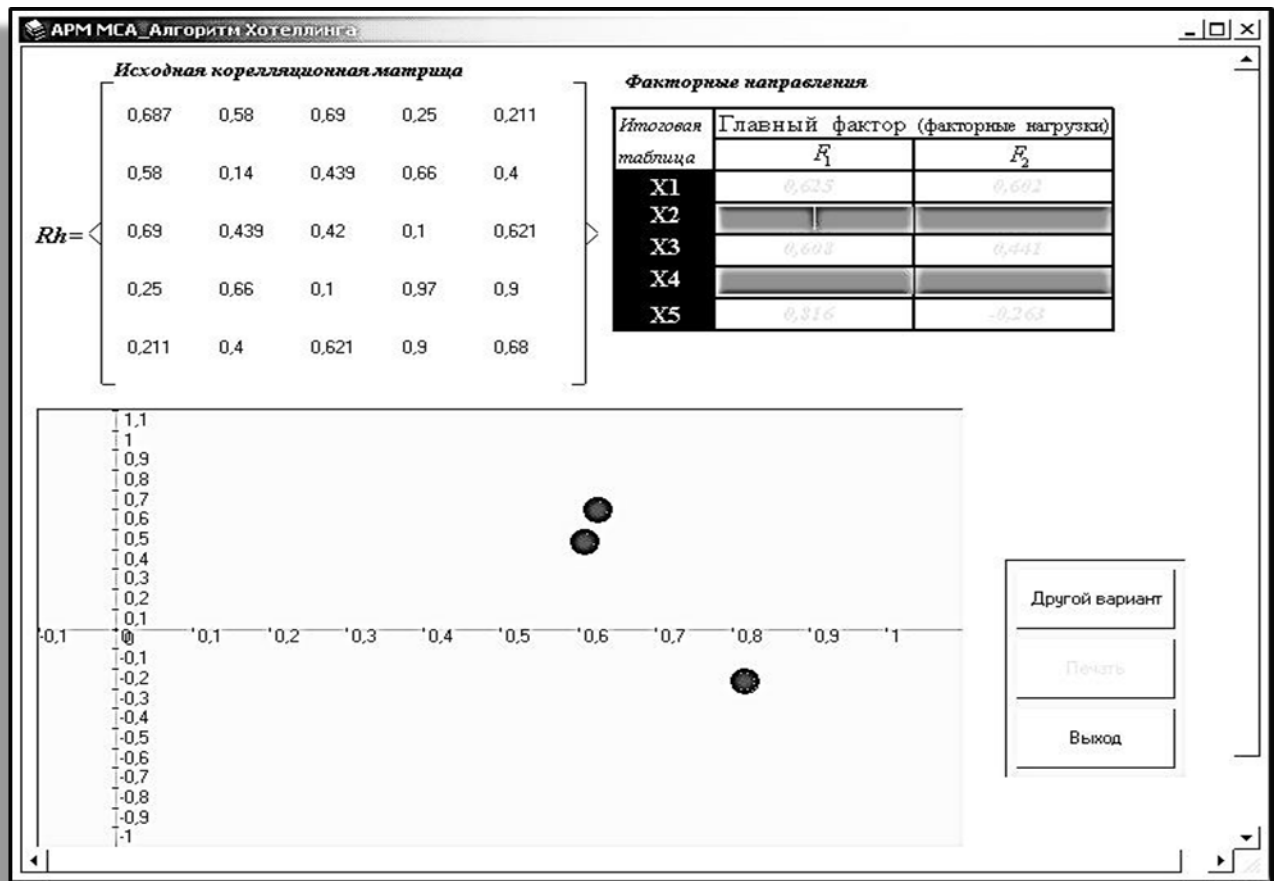 АРМ МСА_Алгоритм Хотеллинга
Исходная корелляционная матрица
Rh=
0,687 0,58 0,69 0,25 0,211
0,58 0,14 0,439 0,66 0,4
0,69 0,439 0,42 0,1 0,621
0,25 0,66 0,1 0,97 0,9
0,211 0,4 0,621 0,9 0,68
Факторные направления
Итоговая таблица
Главный фактор (факторные нагрузки)
F1 F2
X1 0,625 0,602
X2
X3 0,608 0,441
X4
X5 0,816 -0,263
1,1
1
0,9
0,8
0,7
0,6
0,5
0,4
0,3
0,2
0,1
-0,1 0 0,1 0,2 0,3 0,4 0,5 0,6 0,7 0,8 0,9 1
-0,1
-0,2
-0,3
-0,4
-0,5
-0,6
-0,7
-0,8
-0,9
-1
Другой вариант
Печать
Выход